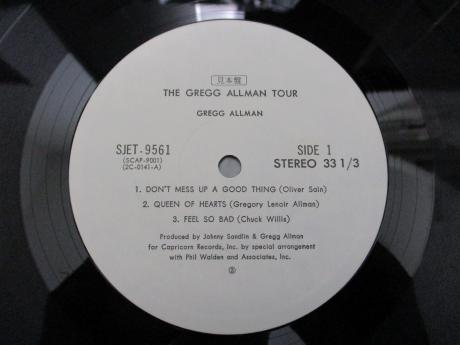 見本盤
THE GREGG ALLMAN TOUR
GREGG ALLMAN
SJET-9561
(SCAP-9001)
(2C-0141-A)
SIDE 1
STEREO 33 1/3
1. DON'T MESS UP A GOOD THING (Oliver Sain)
2. QUEEN OF HEARTS (Gregory Lenoir Allman)
3. FEEL SO BAD (Chuck Willis)
Produced by Johnny Sandlin & Gregg Allman
for Capricorn Records, Inc. by special arrangement
with Phil Walden and Associates, Inc.